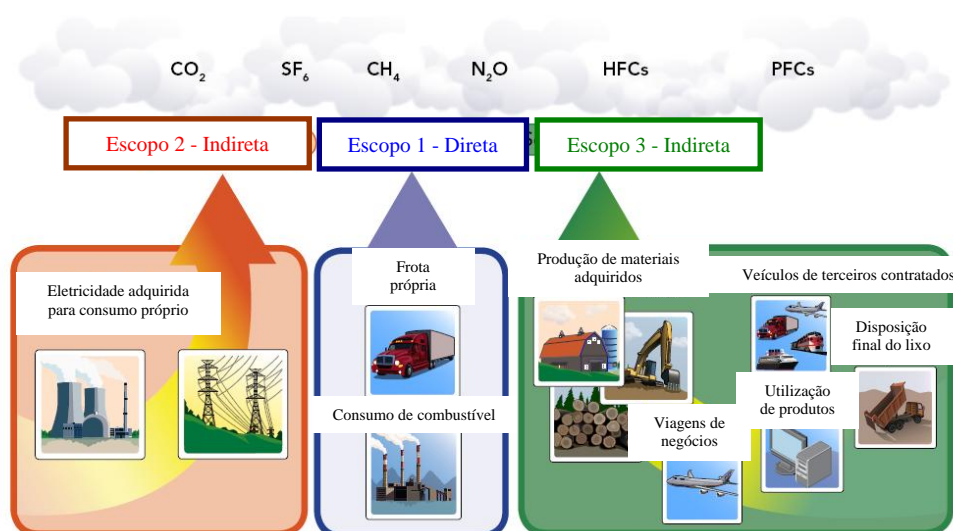 CO₂ SF₆ CH₄ N₂O HFCs PFCs
Escopo 2 - Indireta
Escopo 1 - Direta
Escopo 3 - Indireta
Eletricidade adquirida
para consumo próprio
Frota
própria
Consumo de combustível
Produção de materiais
adquiridos
Veículos de terceiros contratados
Disposição
final do lixo
Utilização
de produtos
Viagens de
negócios